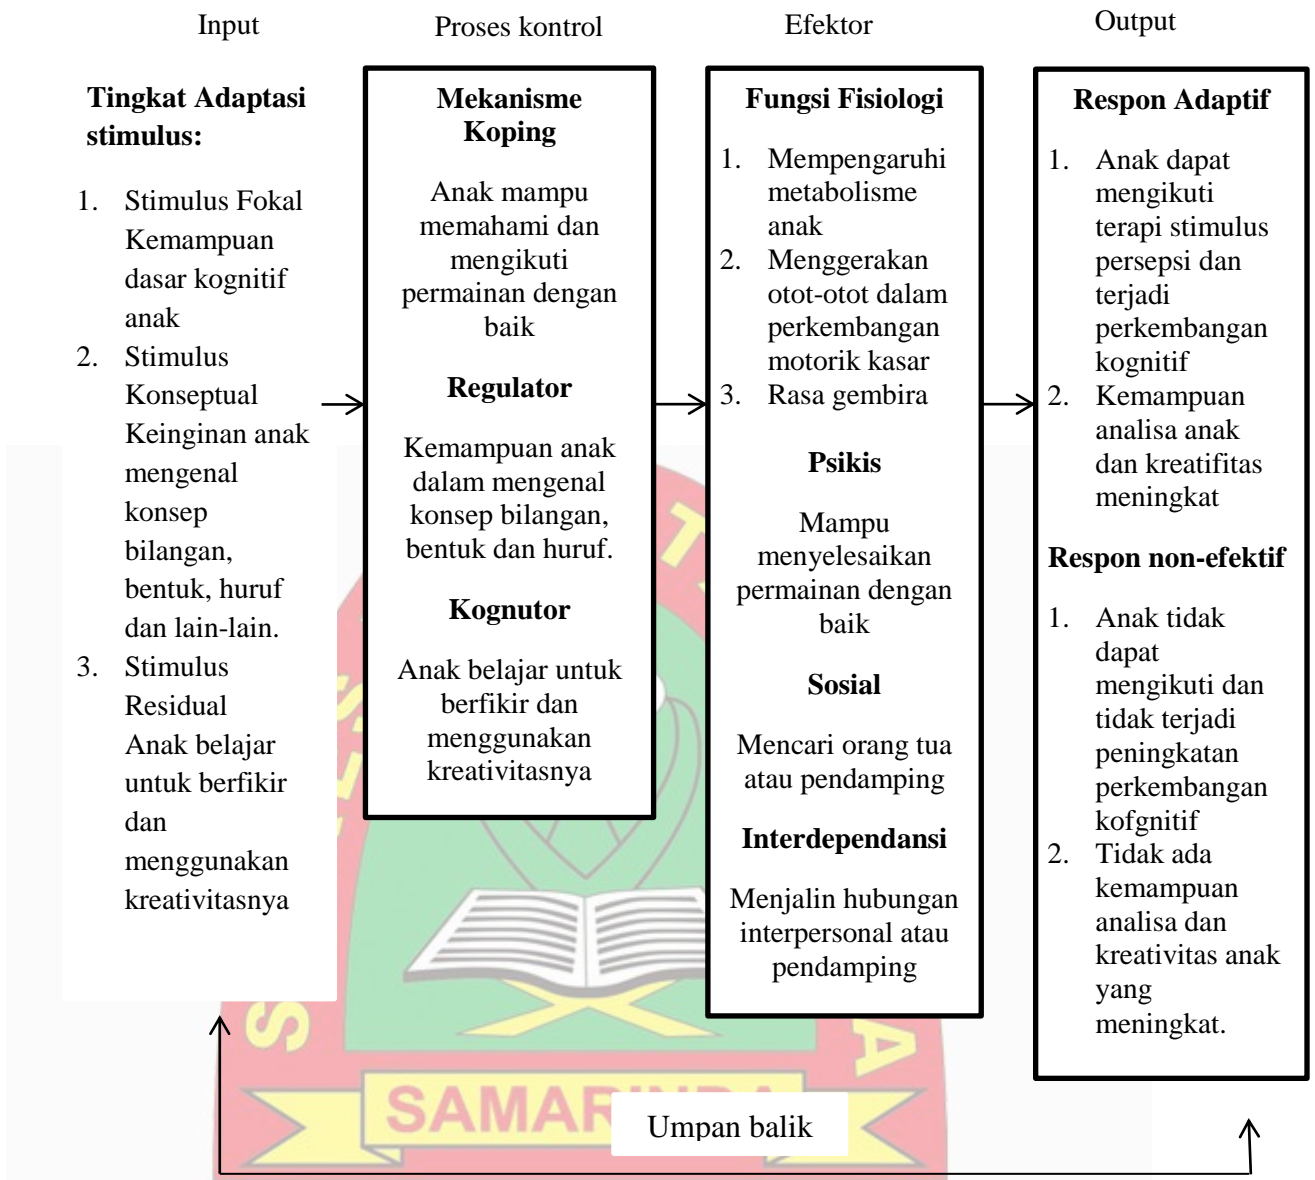 Input
Proses kontrol
Efektor
Output
Tingkat Adaptasi
stimulus:
1. Stimulus Fokal
Kemampuan
dasar kognitif
anak
2. Stimulus
Konseptual
Keinginan anak
mengenal
konsep
bilangan,
bentuk, huruf
dan lain-lain.
3. Stimulus
Residual
Anak belajar
untuk berfikir
dan
menggunakan
kreativitasnya
Mekanisme
Koping
Anak mampu
memahami dan
mengikuti
permainan dengan
baik
Regulator
Kemampuan anak
dalam mengenal
konsep bilangan,
bentuk dan huruf.
Kognutor
Anak belajar untuk
berfikir dan
menggunakan
kreativitasnya
Fungsi Fisiologi
1. Mempengaruhi
metabolisme
anak
2. Menggerakan
otot-otot dalam
perkembangan
motorik kasar
3. Rasa gembira
Psikis
Mampu
menyelesaikan
permainan dengan
baik
Sosial
Mencari orang tua
atau pendamping
Interdependansi
Menjalin hubungan
interpersonal atau
pendamping
Respon Adaptif
1. Anak dapat
mengikuti
terapi stimulus
persepsi dan
terjadi
perkembangan
kognitif
2. Kemampuan
analisa anak
dan kreatifitas
meningkat
Respon non-efektif
1. Anak tidak
dapat
mengikuti dan
tidak terjadi
peningkatan
perkembangan
kofgnitif
2. Tidak ada
kemampuan
analisa dan
kreativitas anak
yang
meningkat.
Umpan balik